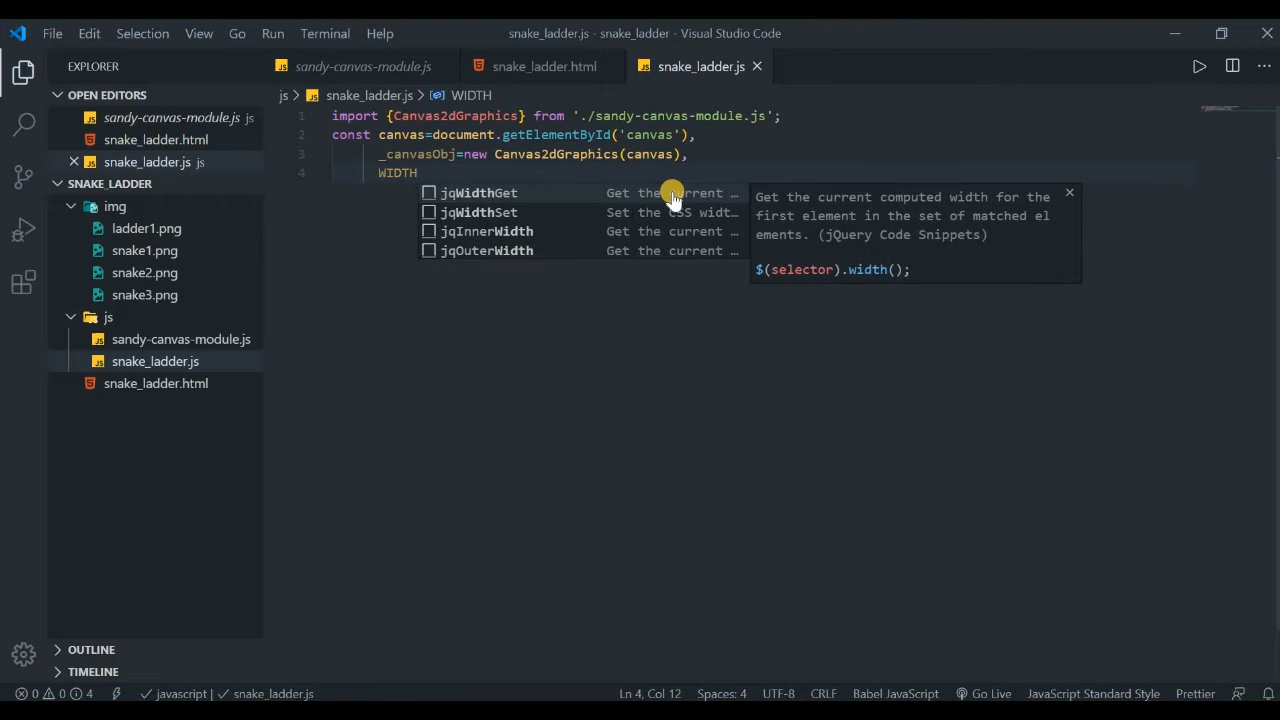 File Edit Selection View Go Run Terminal Help snake_ladder.js - snake_ladder - Visual Studio Code
EXPLORER
sandy-canvas-module.js snake_ladder.html snake_ladder.js
OPEN EDITORS
sandy-canvas-module.js js
snake_ladder.html
snake_ladder.js js
SNAKE_LADDER
img
ladder1.png
snake1.png
snake2.png
snake3.png
js
sandy-canvas-module.js
snake_ladder.js
snake_ladder.html
OUTLINE
TIMELINE
js > snake_ladder.js > WIDTH
1 import {Canvas2dGraphics} from './sandy-canvas-module.js';
2 const canvas=document.getElementById('canvas'),
3 _canvasObj=new Canvas2dGraphics(canvas),
4 WIDTH
jqWidthGet Get the current …
jqWidthSet Set the CSS widt…
jqInnerWidth Get the current …
jqOuterWidth Get the current …
Get the current computed width for the
first element in the set of matched el
ements. (jQuery Code Snippets)
$(selector).width();
0 0 4 javascript | snake_ladder.js Ln 4, Col 12 Spaces: 4 UTF-8 CRLF Babel JavaScript Go Live JavaScript Standard Style Prettier